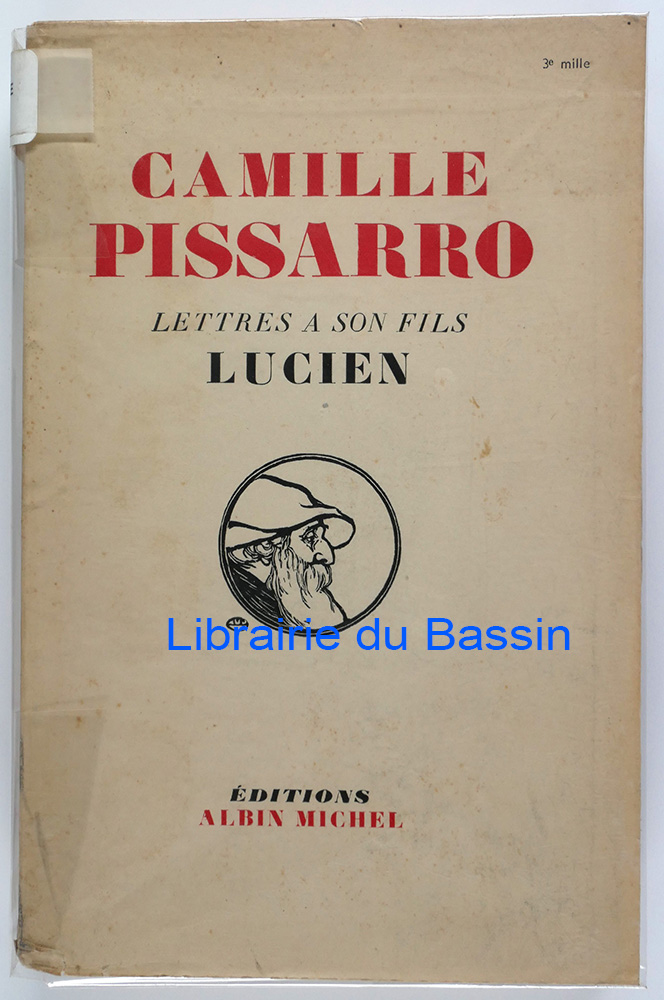 3e mille
CAMILLE
PISSARRO
LETTRES A SON FILS
LUCIEN
Librairie du Bassin
ÉDITIONS
ALBIN MICHEL